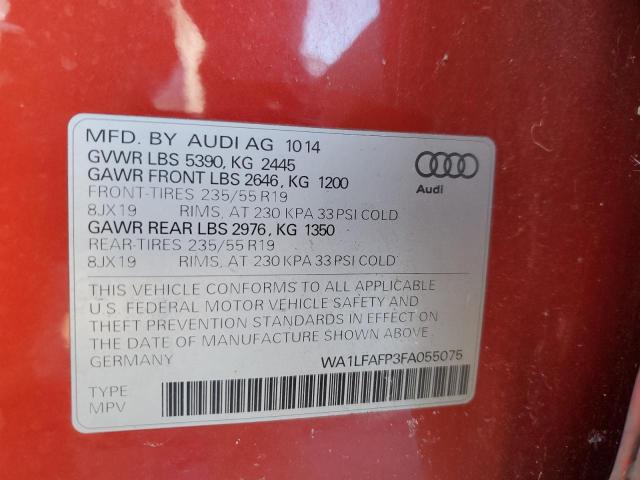 MFD. BY AUDI AG 10 14
GVWR LBS 5390, KG 2445
GAWR FRONT LBS 2646, KG 1200
FRONT-TIRES 235/55 R19
8JX19 RIMS, AT 230 KPA 33 PSI COLD
GAWR REAR LBS 2976, KG 1350
REAR-TIRES 235/55 R19
8JX19 RIMS, AT 230 KPA 33 PSI COLD
Audi
THIS VEHICLE CONFORMS TO ALL APPLICABLE
U.S. FEDERAL MOTOR VEHICLE SAFETY AND
THEFT PREVENTION STANDARDS IN EFFECT ON
THE DATE OF MANUFACTURE SHOWN ABOVE.
GERMANY WA1LFAFP3FA055075
TYPE
MPV